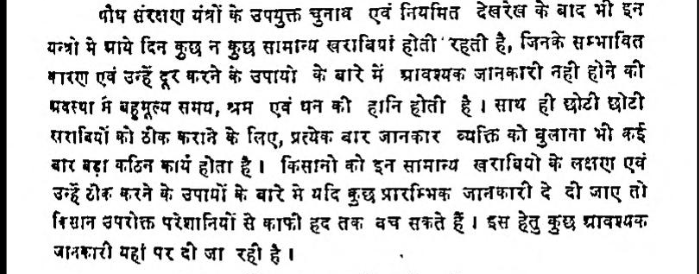 पौध संरक्षण यंत्रों के उपयुक्त चुनाव एवं नियमित देखरेख के बाद भी इन
यन्त्रो मे आये दिन कुछ न कुछ सामान्य खराबियां होती रहती है, जिनके सम्भावित
कारण एवं उन्हें दूर करने के उपायो के बारे में आवश्यक जानकारी नही होने की
अवस्था में बहुमूल्य समय, श्रम एवं धन की हानि होती है । साथ ही छोटी छोटी
खराबियों को ठीक कराने के लिए, प्रत्येक बार जानकार व्यक्ति को बुलाना भी कई
बार बड़ा कठिन कार्य होता है । किसानो को इन सामान्य खराबियो के लक्षण एवं
उन्हें ठीक करने के उपायों के बारे मे यदि कुछ प्रारम्भिक जानकारी दे दी जाए तो
किसान उपरोक्त परेशानियों से काफी हद तक बच सकते हैं । इस हेतु कुछ आवश्यक
जानकारी यहां पर दी जा रही है ।